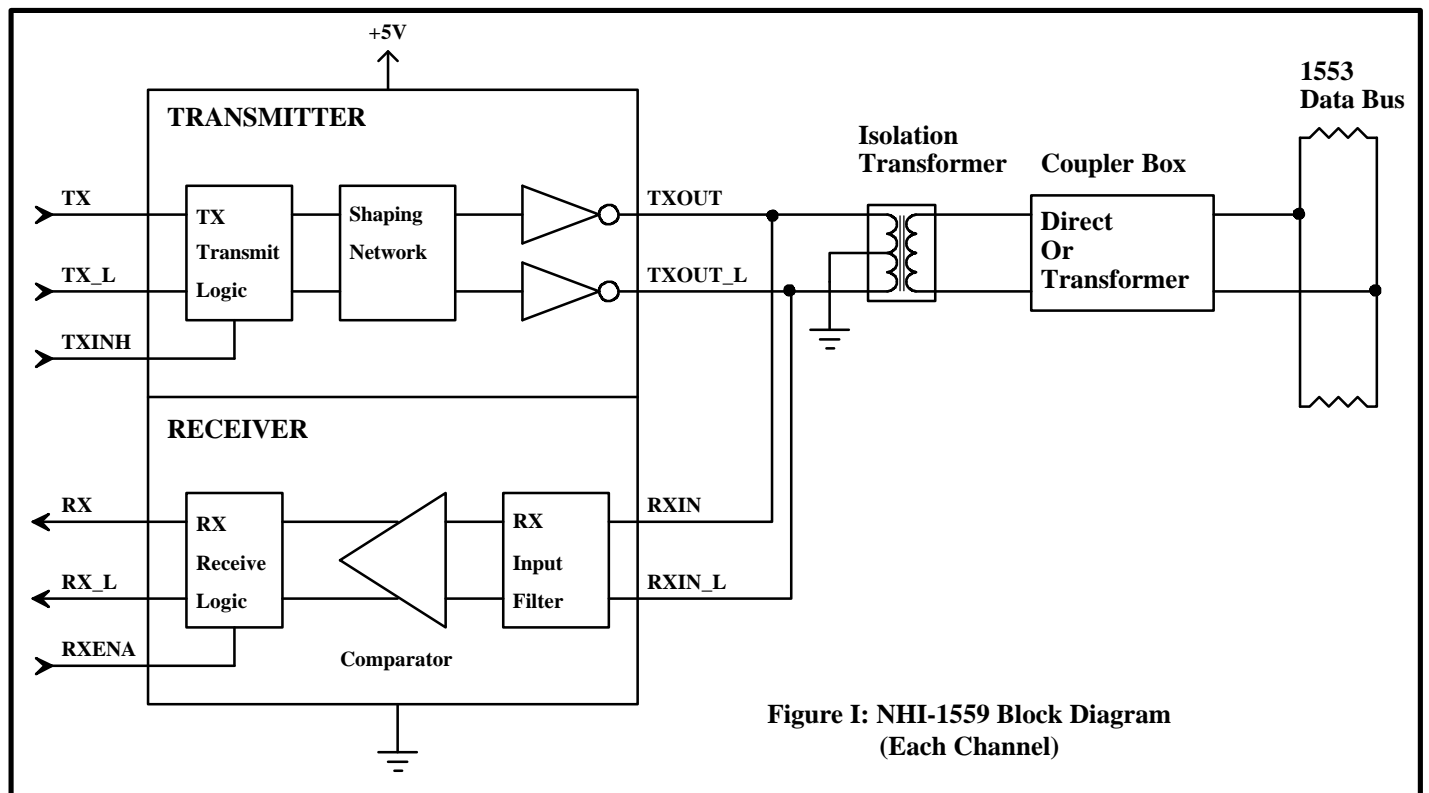 +5V
1553
Data Bus
TRANSMITTER
Isolation
Transformer
Coupler Box
TX
TX_L
TXINH
TX
Transmit
Logic
Shaping
Network
TXOUT
TXOUT_L
Direct
Or
Transformer
RECEIVER
RX
RX_L
RXENA
RX
Receive
Logic
Comparator
RX
Input
Filter
RXIN
RXIN_L
Figure I: NHI-1559 Block Diagram
(Each Channel)